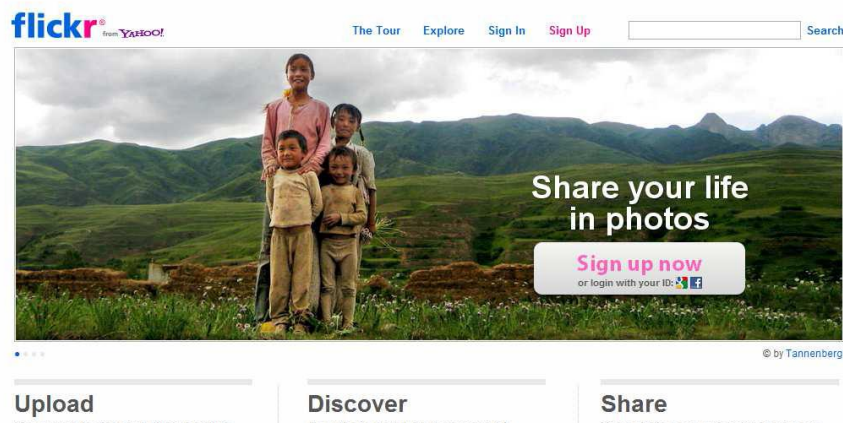 flickr® from YAHOO!
The Tour Explore Sign In Sign Up Search
Share your life
in photos
Sign up now
or login with your ID:
© by Tannenberg
Upload Discover Share